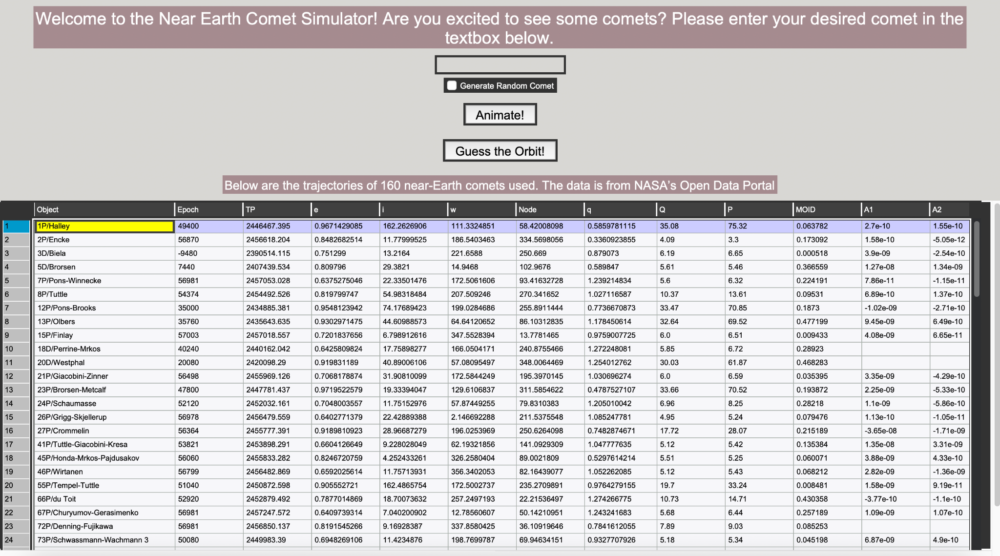 Welcome to the Near Earth Comet Simulator! Are you excited to see some comets? Please enter your desired comet in the
textbox below.
Generate Random Comet
Animate!
Guess the Orbit!
Below are the trajectories of 160 near-Earth comets used. The data is from NASA's Open Data Portal
Object Epoch TP e i w Node q Q P MOID A1 A2
1 1P/Halley 49400 2446467.395 0.9671429085 162.2626906 111.3324851 58.42008098 0.5859781115 35.08 75.32 0.063782 2.7e-10 1.55e-10
2 2P/Encke 56870 2456618.204 0.8482682514 11.77999525 186.5403463 334.5698056 0.3360923855 4.09 3.3 0.173092 1.58e-10 -5.05e-12
3 3D/Biela -9480 2390514.115 0.751299 13.2164 221.6588 250.669 0.879073 6.19 6.65 0.000518 3.9e-09 -2.54e-10
4 5D/Brorsen 7440 2407439.534 0.809796 29.3821 14.9468 102.9676 0.589847 5.61 5.46 0.366559 1.27e-08 1.34e-09
5 7P/Pons-Winnecke 56981 2457053.028 0.6375275046 22.33501476 172.5061606 93.41632728 1.239214834 5.6 6.32 0.224191 7.86e-11 -1.15e-11
6 8P/Tuttle 54374 2454492.526 0.819799747 54.98318484 207.509246 270.341652 1.027116587 10.37 13.61 0.09531 6.89e-10 1.37e-10
7 12P/Pons-Brooks 35000 2434885.381 0.9548123942 74.17689423 199.0284686 255.8911444 0.7736670873 33.47 70.85 0.1873 -1.02e-09 -2.71e-10
8 13P/Olbers 35760 2435643.635 0.9302971475 44.60988573 64.64120652 86.10312835 1.178450614 32.64 69.52 0.477199 9.45e-09 6.49e-10
9 15P/Finlay 57003 2457018.557 0.7201837656 6.798912616 347.5528394 13.7781465 0.9759007725 6.0 6.51 0.009433 4.08e-09 6.65e-11
10 18D/Perrine-Mrkos 40240 2440162.042 0.6425809824 17.75898277 166.0504171 240.8755466 1.272248081 5.85 6.72 0.28923
11 20D/Westphal 20080 2420098.29 0.919831189 40.89006106 57.08095497 348.0064469 1.254012762 30.03 61.87 0.468283
12 21P/Giacobini-Zinner 56498 2455969.126 0.7068178874 31.90810099 172.5844249 195.3970145 1.030696274 6.0 6.59 0.035395 3.35e-09 -4.29e-10
13 23P/Brorsen-Metcalf 47800 2447781.437 0.9719522579 19.33394047 129.6106837 311.5854622 0.4787527107 33.66 70.52 0.193872 2.25e-09 -5.33e-10
14 24P/Schaumasse 52120 2452032.161 0.7048003557 11.75152976 57.87449255 79.8310383 1.205010042 6.96 8.25 0.28218 1.1e-09 -5.86e-10
15 26P/Grigg-Skjellerup 56978 2456479.559 0.6402771379 22.42889388 2.146692288 211.5375548 1.085247781 4.95 5.24 0.079476 1.13e-10 -1.05e-11
16 27P/Crommelin 56364 2455777.391 0.9189810923 28.96687279 196.0253969 250.6264098 0.7482874671 17.72 28.07 0.215189 -3.65e-08 -1.71e-09
17 41P/Tuttle-Giacobini-Kresa 53821 2453898.291 0.6604126649 9.228028049 62.19321856 141.0929309 1.047777635 5.12 5.42 0.135384 1.35e-08 3.31e-09
18 45P/Honda-Mrkos-Pajdusakov 56060 2455833.282 0.8246720759 4.252433261 326.2580404 89.0021809 0.5297614214 5.51 5.25 0.060071 3.88e-09 4.33e-10
19 46P/Wirtanen 56799 2456482.869 0.6592025614 11.75713931 356.3402053 82.16439077 1.052262085 5.12 5.43 0.068212 2.82e-09 -1.36e-09
20 55P/Tempel-Tuttle 51040 2450872.598 0.905552721 162.4865754 172.5002737 235.2709891 0.9764279155 19.7 33.24 0.008481 1.58e-09 9.19e-11
21 66P/du Toit 52920 2452879.492 0.7877014869 18.70073632 257.2497193 22.21536497 1.274266775 10.73 14.71 0.430358 -3.77e-10 -1.1e-10
22 67P/Churyumov-Gerasimenko 56981 2457247.572 0.6409739314 7.040200902 12.78560607 50.14210951 1.243241683 5.68 6.44 0.257189 1.09e-09 1.07e-10
23 72P/Denning-Fujikawa 56981 2456850.137 0.8191545266 9.16928387 337.8580425 36.10919646 0.7841612055 7.89 9.03 0.085253
24 73P/Schwassmann-Wachmann 3 50080 2449983.39 0.6948269106 11.4234876 198.7699787 69.94634151 0.9327707926 5.18 5.34 0.045198 6.87e-09 4.9e-10